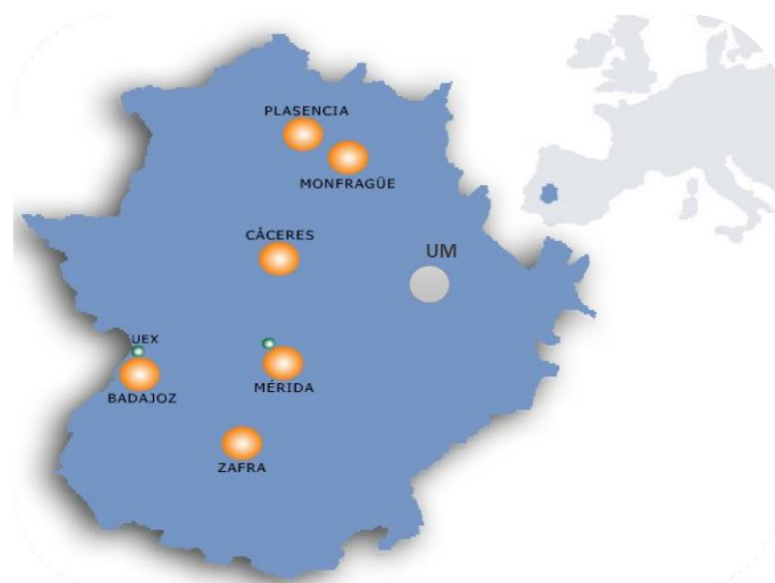 PLASENCIA
MONFRAGÜE
CÁCERES
UM
UEX
BADAJOZ
MÉRIDA
ZAFRA